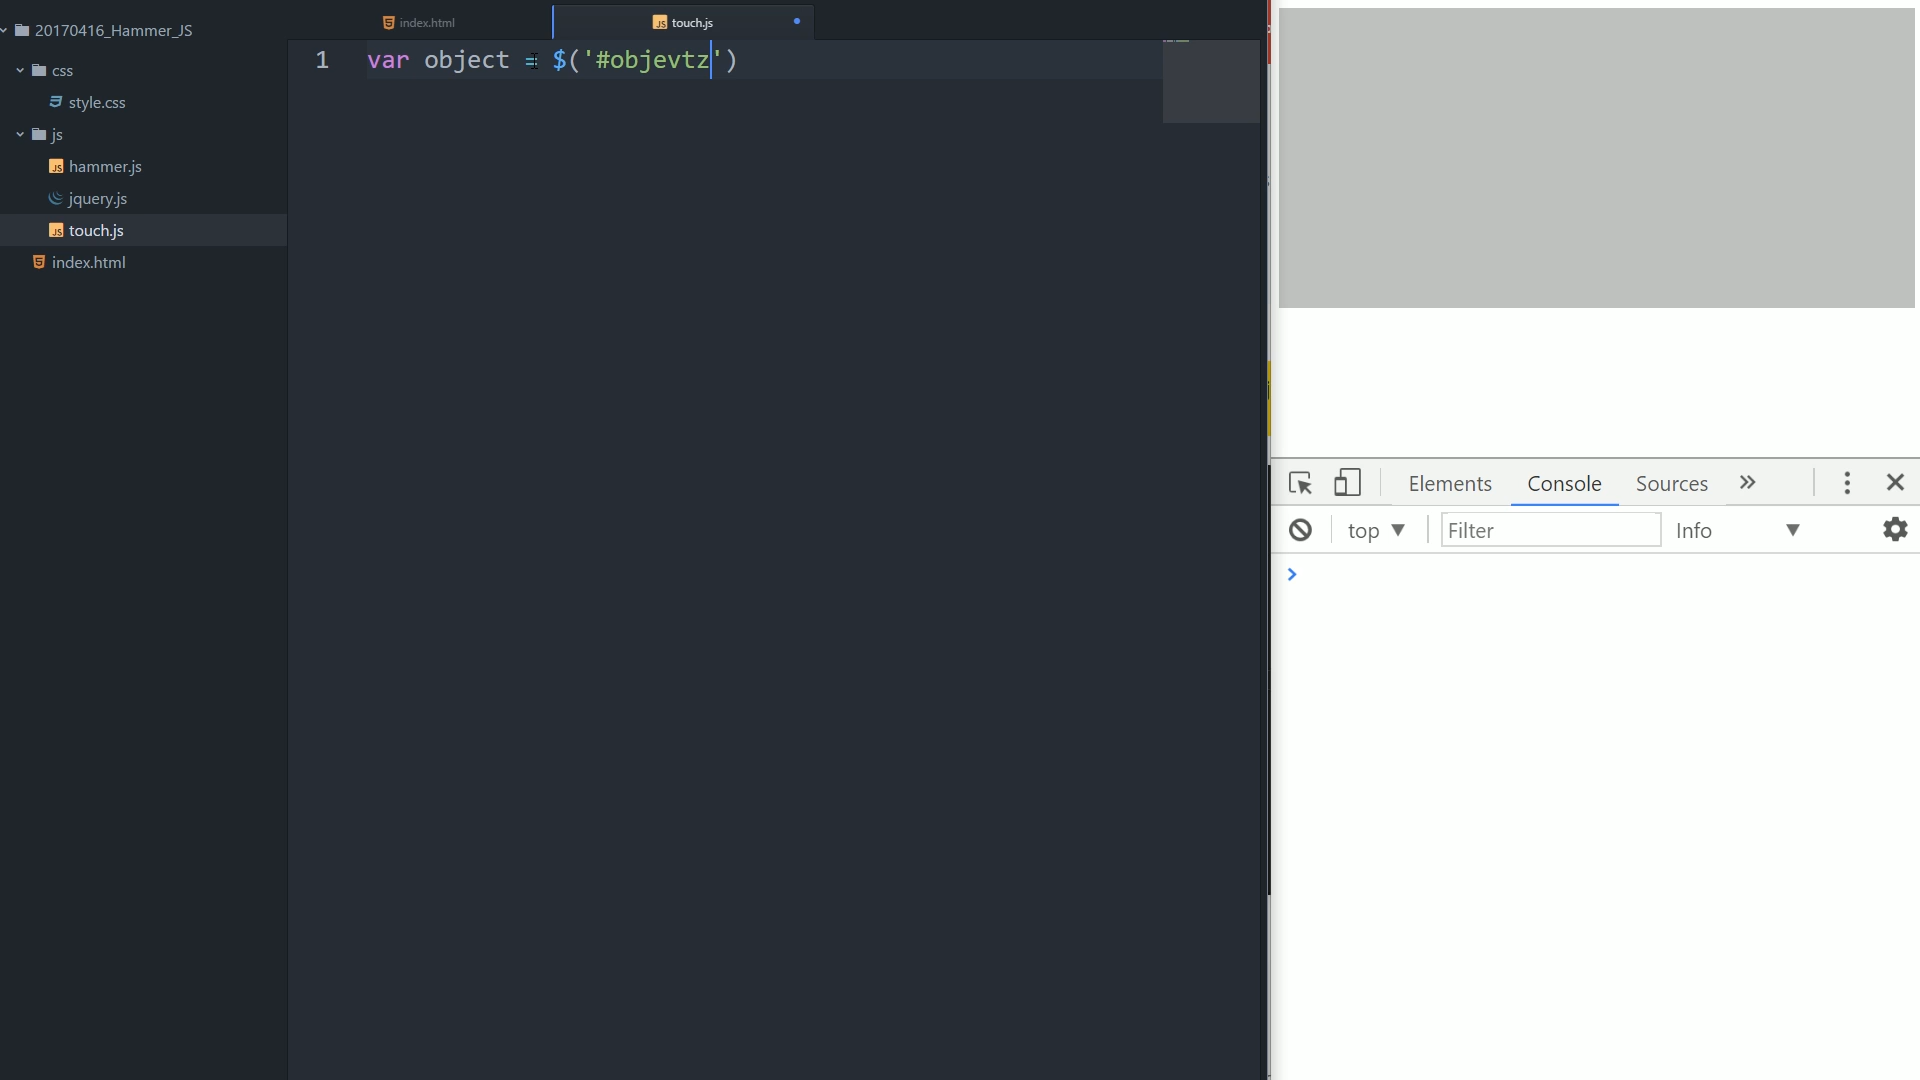 20170416_Hammer_JS
css
style.css
js
hammer.js
jquery.js
touch.js
index.html
index.html
touch.js
1 var object = $('#objevtz')
Elements Console Sources »
top Filter Info